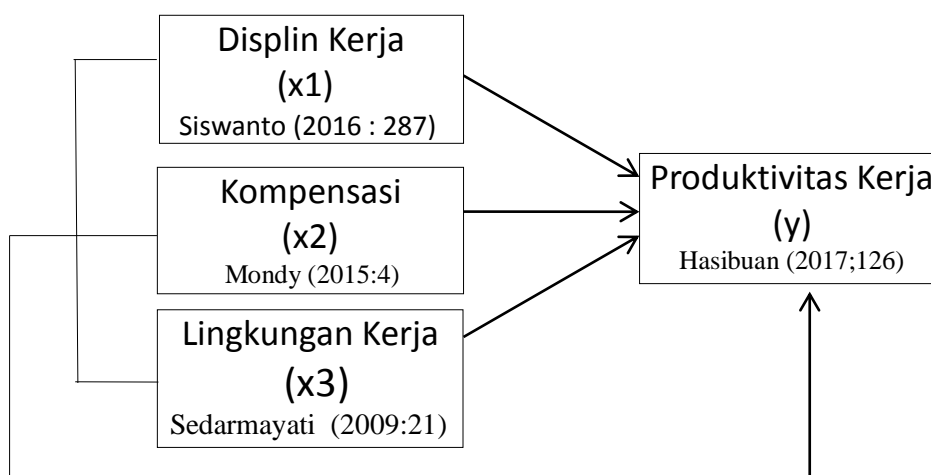 Displin Kerja
(x1)
Siswanto (2016 : 287)
Kompensasi
(x2)
Mondy (2015:4)
Lingkungan Kerja
(x3)
Sedarmayati (2009:21)
Produktivitas Kerja
(y)
Hasibuan (2017;126)